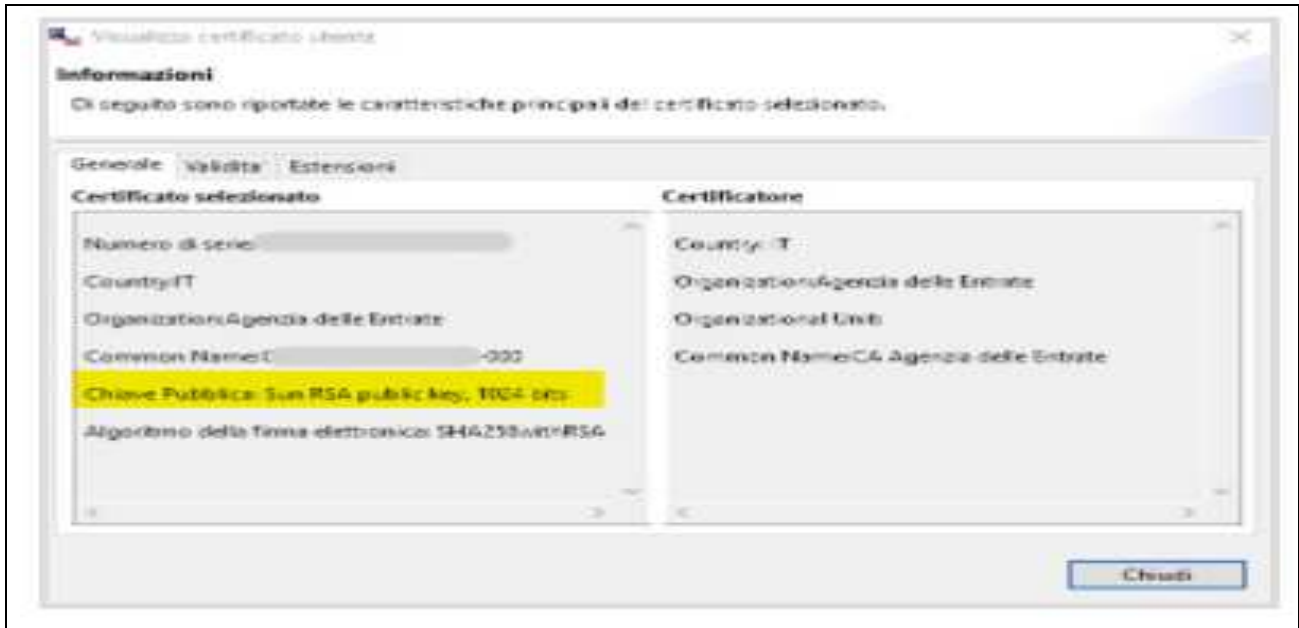 Visualizza certificato utente
Informazioni
Di seguito sono riportate le caratteristiche principali del certificato selezionato.
Generale Validita' Estensioni
Certificato selezionato
Numero di serie:
Country:IT
Organization:Agenzia delle Entrate
Common Name: -000
Chiave Pubblica: Sun RSA public key, 1024 bits
Algoritmo della firma elettronica: SHA256withRSA
Certificatore
Country: IT
Organization:Agenzia delle Entrate
Organizational Unit:
Common Name:CA Agenzia delle Entrate
Chiudi